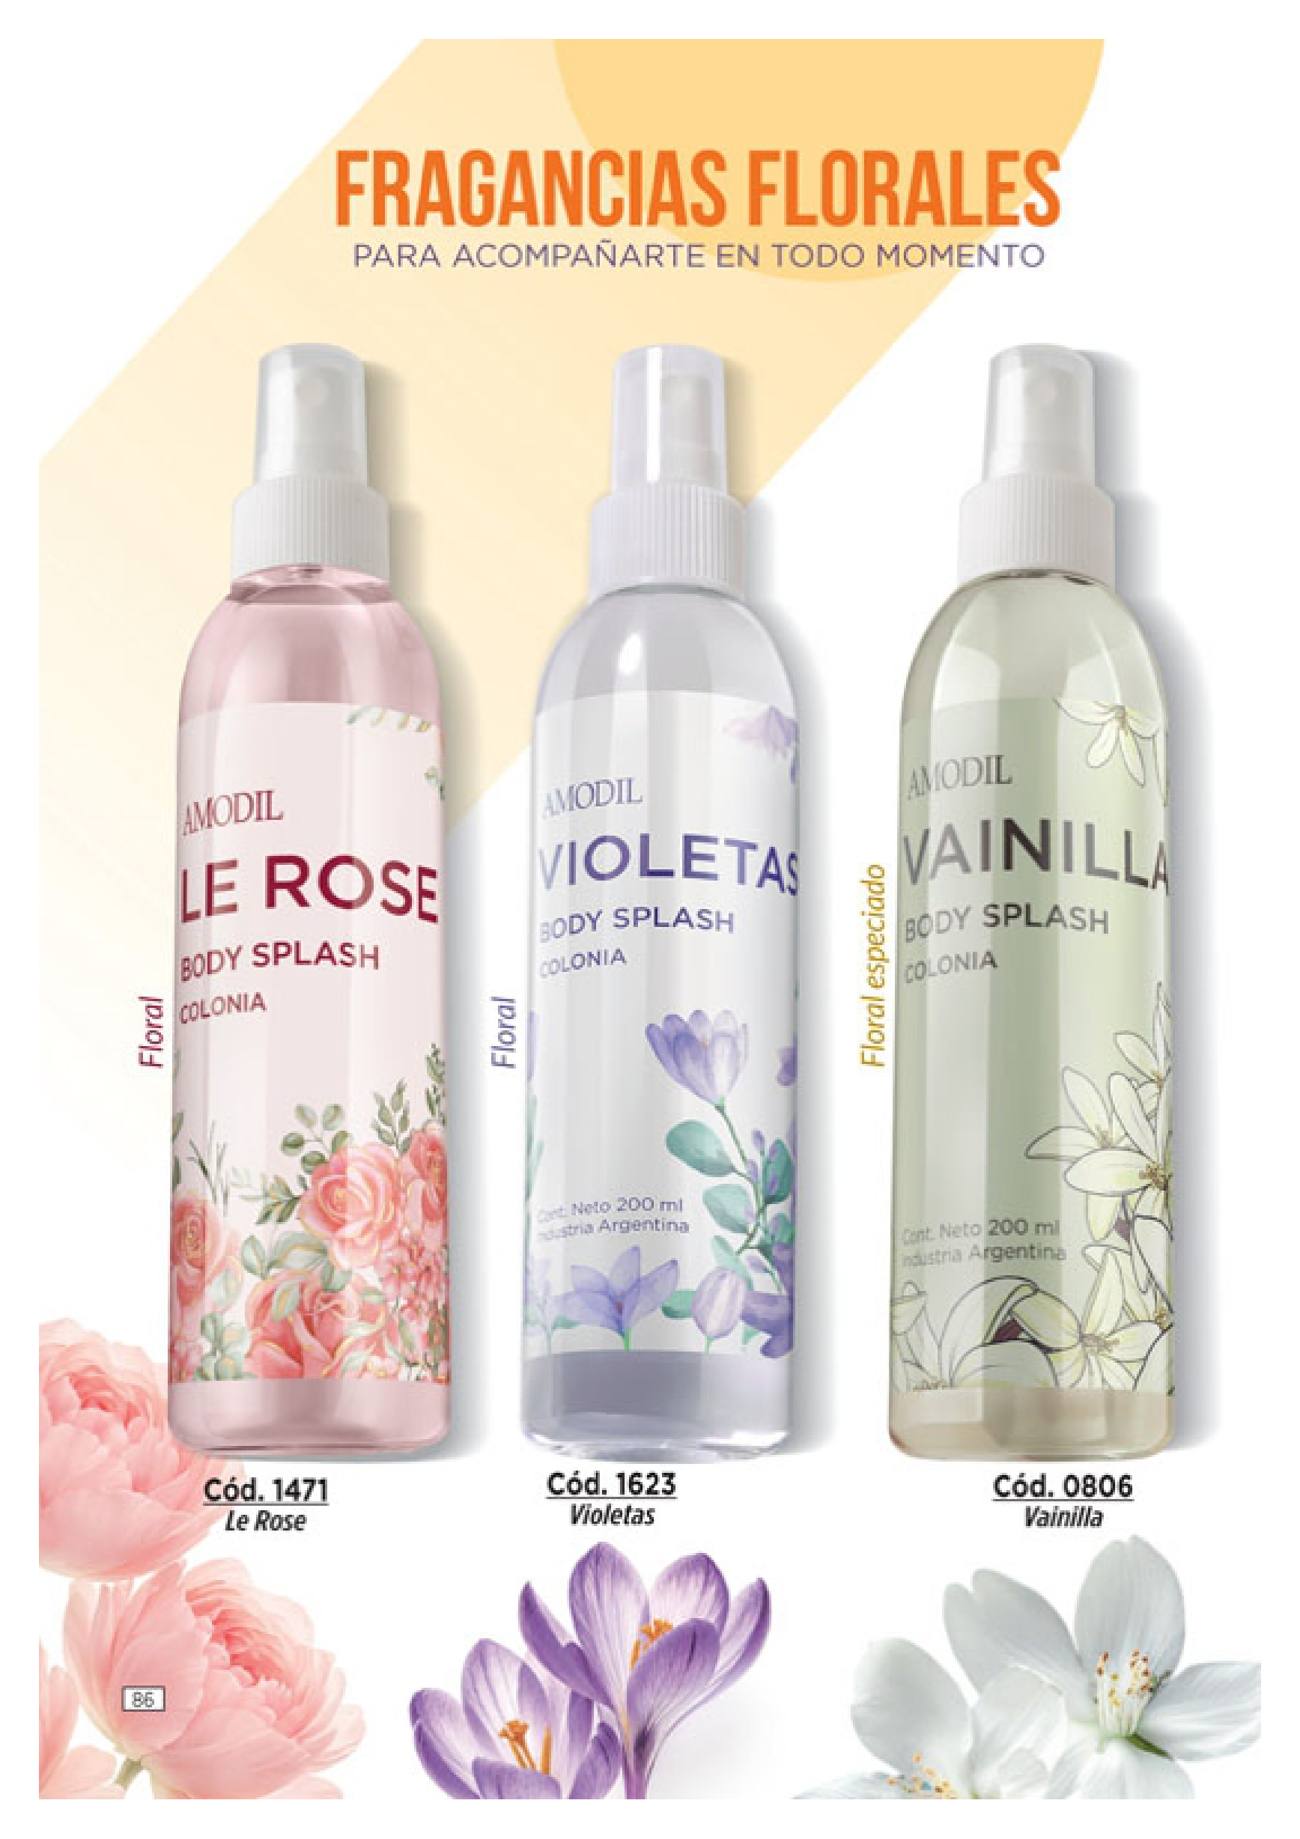 FRAGANCIAS FLORALES
PARA ACOMPAÑARTE EN TODO MOMENTO
AMODIL
LE ROSE
BODY SPLASH
COLONIA
Floral
AMODIL
VIOLETAS
BODY SPLASH
COLONIA
Floral
Cont. Neto 200 ml
Industria Argentina
AMODIL
VAINILLA
BODY SPLASH
COLONIA
Floral especiado
Cont. Neto 200 ml
Industria Argentina
Cód. 1471
Le Rose
Cód. 1623
Violetas
Cód. 0806
Vainilla
86